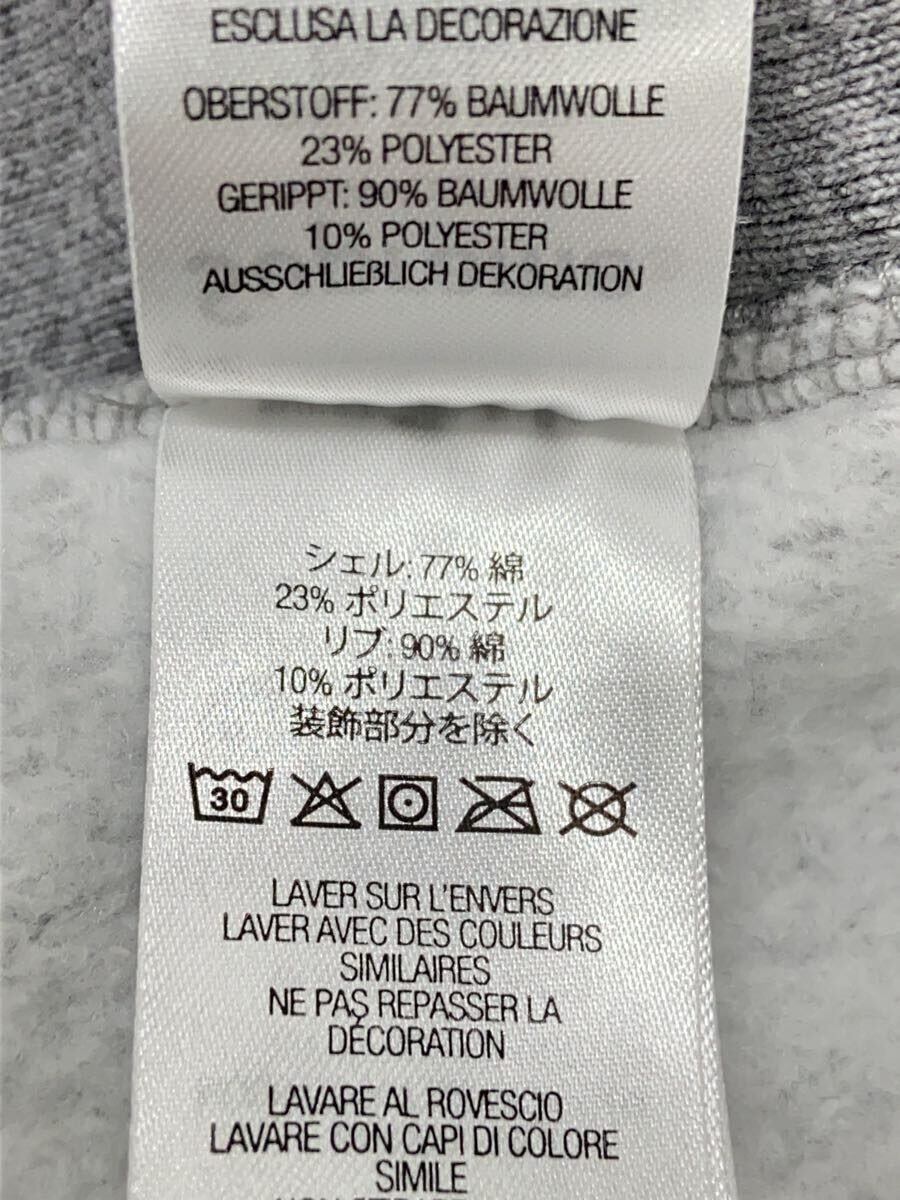 ESCLUSA LA DECORAZIONE
OBERSTOFF: 77% BAUMWOLLE
23% POLYESTER
GERIPPT: 90% BAUMWOLLE
10% POLYESTER
AUSSCHLIEßLICH DEKORATION
シェル: 77% 綿
23% ポリエステル
リブ: 90% 綿
10% ポリエステル
装飾部分を除く
30
LAVER SUR L'ENVERS
LAVER AVEC DES COULEURS
SIMILAIRES
NE PAS REPASSER LA
DÉCORATION
LAVARE AL ROVESCIO
LAVARE CON CAPI DI COLORE
SIMILE